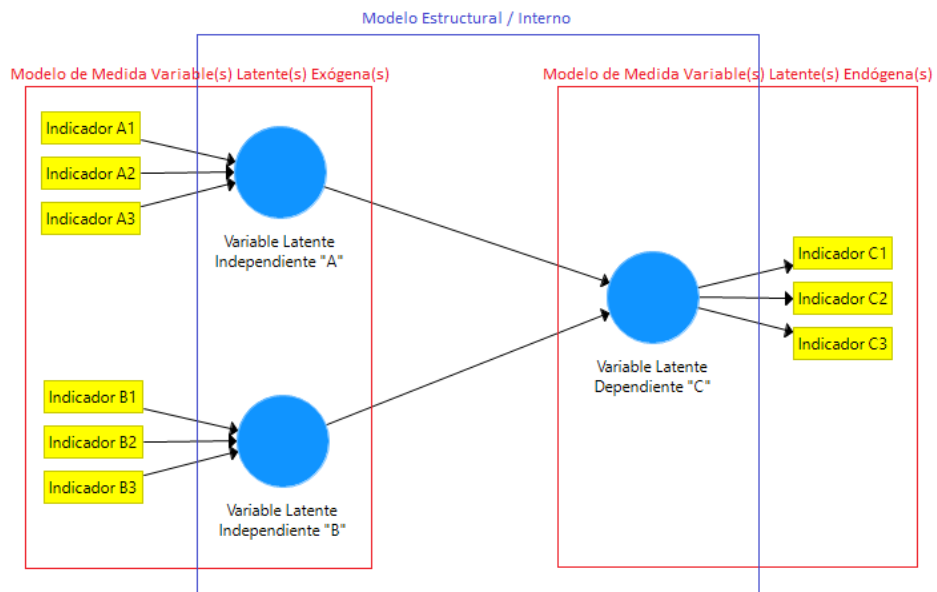 Modelo Estructural / Interno
Modelo de Medida Variable(s) Latente(s) Exógena(s)
Modelo de Medida Variable(s) Latente(s) Endógena(s)
Indicador A1
Indicador A2
Indicador A3
Variable Latente
Independiente "A"
Indicador B1
Indicador B2
Indicador B3
Variable Latente
Independiente "B"
Variable Latente
Dependiente "C"
Indicador C1
Indicador C2
Indicador C3